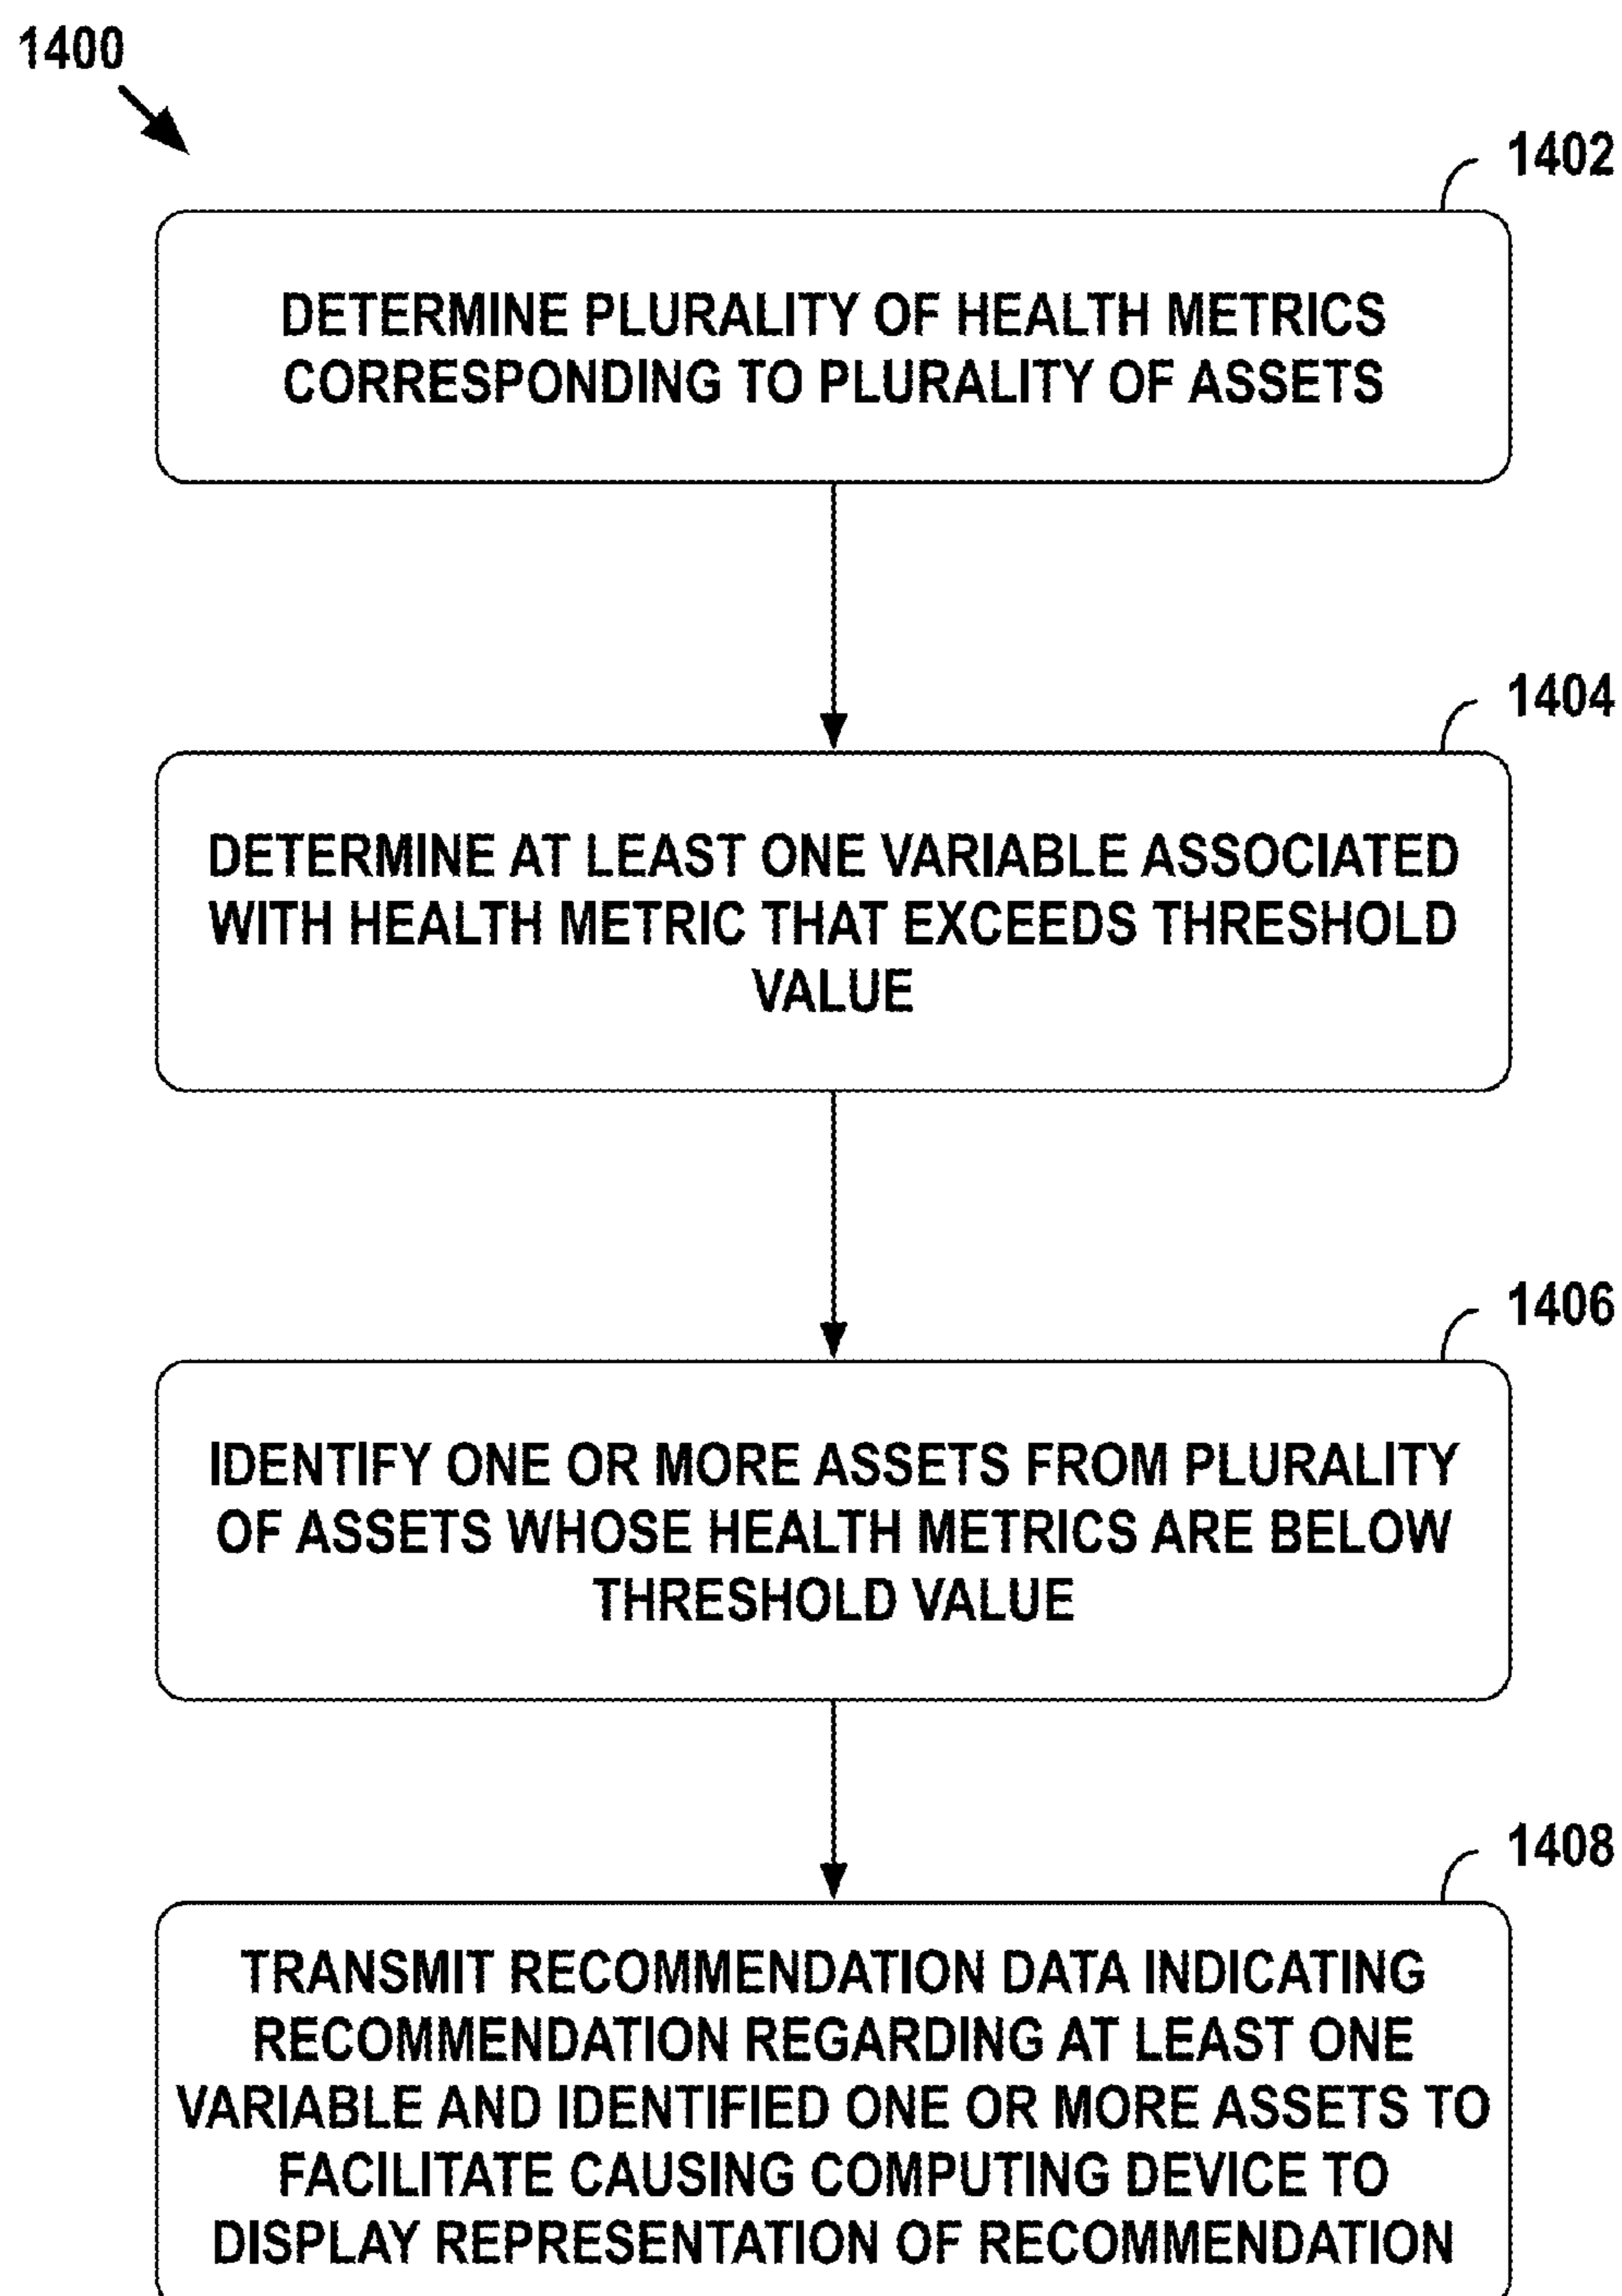 1400
1402
DETERMINE PLURALITY OF HEALTH METRICS
CORRESPONDING TO PLURALITY OF ASSETS
1404
DETERMINE AT LEAST ONE VARIABLE ASSOCIATED
WITH HEALTH METRIC THAT EXCEEDS THRESHOLD
VALUE
1406
IDENTIFY ONE OR MORE ASSETS FROM PLURALITY
OF ASSETS WHOSE HEALTH METRICS ARE BELOW
THRESHOLD VALUE
1408
TRANSMIT RECOMMENDATION DATA INDICATING
RECOMMENDATION REGARDING AT LEAST ONE
VARIABLE AND IDENTIFIED ONE OR MORE ASSETS TO
FACILITATE CAUSING COMPUTING DEVICE TO
DISPLAY REPRESENTATION OF RECOMMENDATION